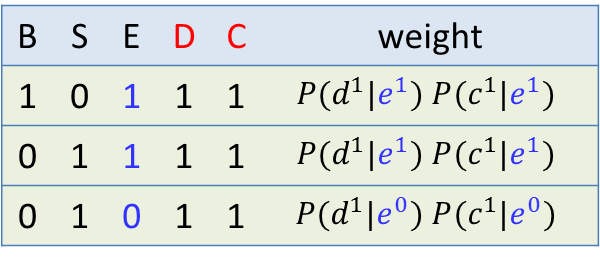 B S E D C weight
1 0 1 1 1 P(d¹|e¹) P(c¹|e¹)
0 1 1 1 1 P(d¹|e¹) P(c¹|e¹)
0 1 0 1 1 P(d¹|e⁰) P(c¹|e⁰)